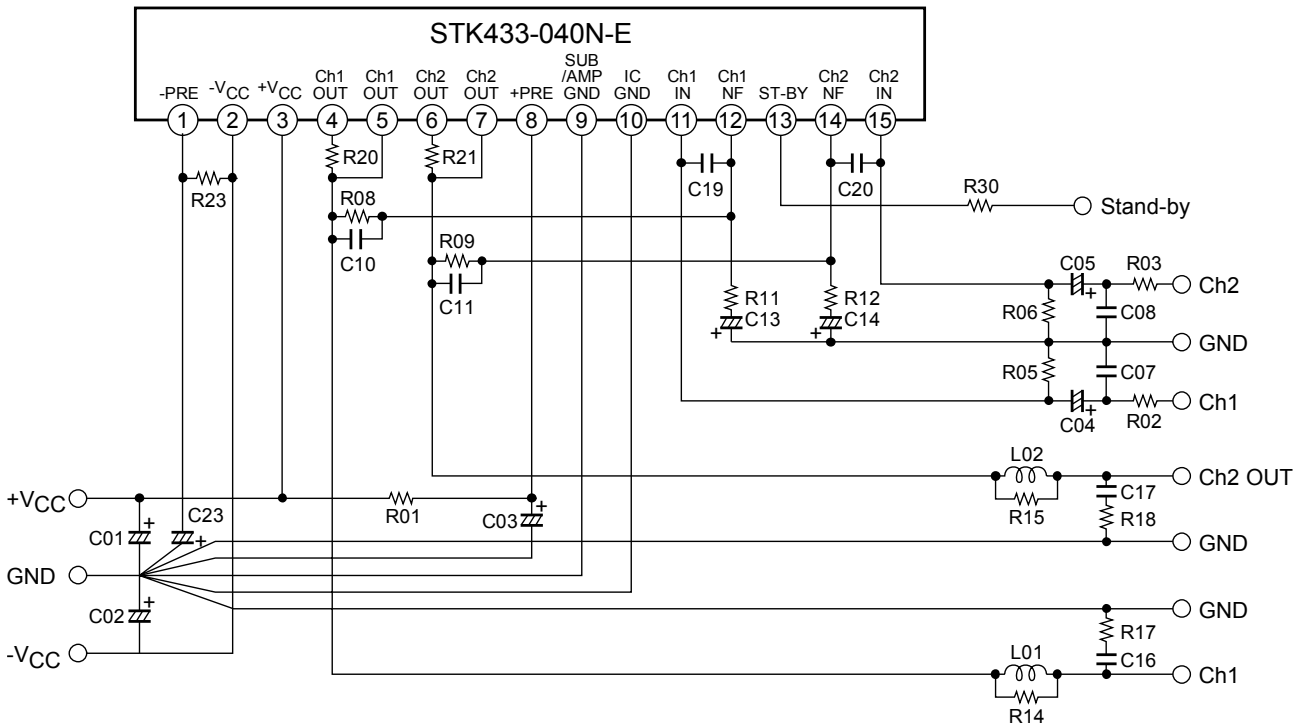 STK433-040N-E
-PRE
-VCC
+VCC
Ch1
OUT
Ch1
OUT
Ch2
OUT
Ch2
OUT
+PRE
SUB
/AMP
GND
IC
GND
Ch1
IN
Ch1
NF
ST-BY
Ch2
NF
Ch2
IN
1
2
3
4
5
6
7
8
9
10
11
12
13
14
15
R20
R21
C19
C20
R23
R30
Stand-by
R08
C10
R09
C11
C05
R03
Ch2
R11
C13
R12
C14
+
+
+
R06
C08
GND
R05
C07
C04
+
R02
Ch1
L02
Ch2 OUT
R15
C17
R18
+VCC
C23
R01
C03
+
C01
+
+
GND
GND
C02
+
GND
R17
-VCC
L01
C16
Ch1
R14